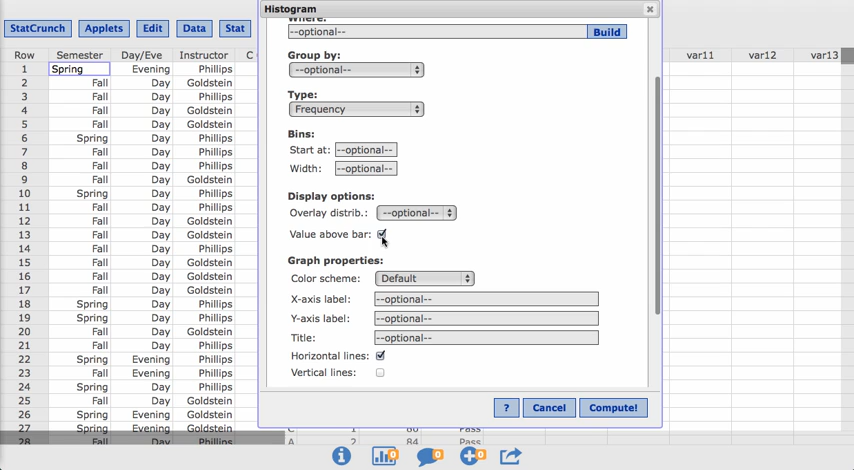 Histogram
StatCrunch Applets Edit Data Stat
Where:
--optional-- Build
Row Semester Day/Eve Instructor C var11 var12 var13
Group by:
--optional--
Type:
Frequency
Bins:
Start at: --optional--
Width: --optional--
Display options:
Overlay distrib.: --optional--
Value above bar:
Graph properties:
Color scheme: Default
X-axis label: --optional--
Y-axis label: --optional--
Title: --optional--
Horizontal lines:
Vertical lines:
? Cancel Compute!
1 Spring Evening Phillips
2 Fall Day Goldstein
3 Fall Day Phillips
4 Fall Day Goldstein
5 Fall Day Goldstein
6 Spring Day Phillips
7 Fall Day Phillips
8 Fall Day Phillips
9 Fall Day Goldstein
10 Spring Day Phillips
11 Fall Day Phillips
12 Fall Day Goldstein
13 Fall Day Goldstein
14 Fall Day Phillips
15 Fall Day Goldstein
16 Fall Day Goldstein
17 Fall Day Goldstein
18 Spring Day Phillips
19 Spring Day Phillips
20 Fall Day Goldstein
21 Fall Day Phillips
22 Spring Evening Phillips
23 Fall Evening Phillips
24 Spring Day Phillips
25 Fall Day Goldstein
26 Spring Evening Goldstein
27 Spring Evening Goldstein C 1 80 Pass
28 Fall Day Phillips A 2 84 Pass
0 0 0